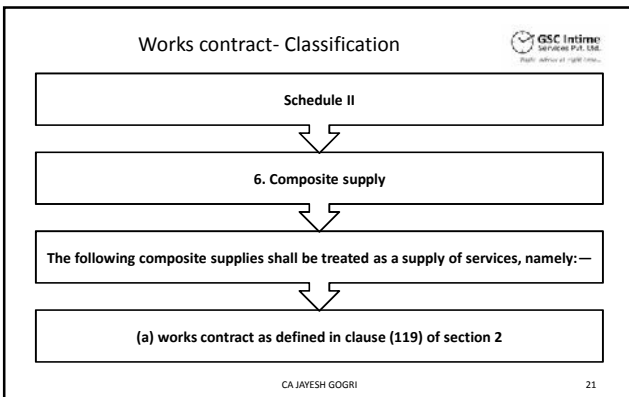 Works contract- Classification
GSC Intime
Services Pvt. Ltd.
Schedule II
6. Composite supply
The following composite supplies shall be treated as a supply of services, namely:—
(a) works contract as defined in clause (119) of section 2
CA JAYESH GOGRI
21